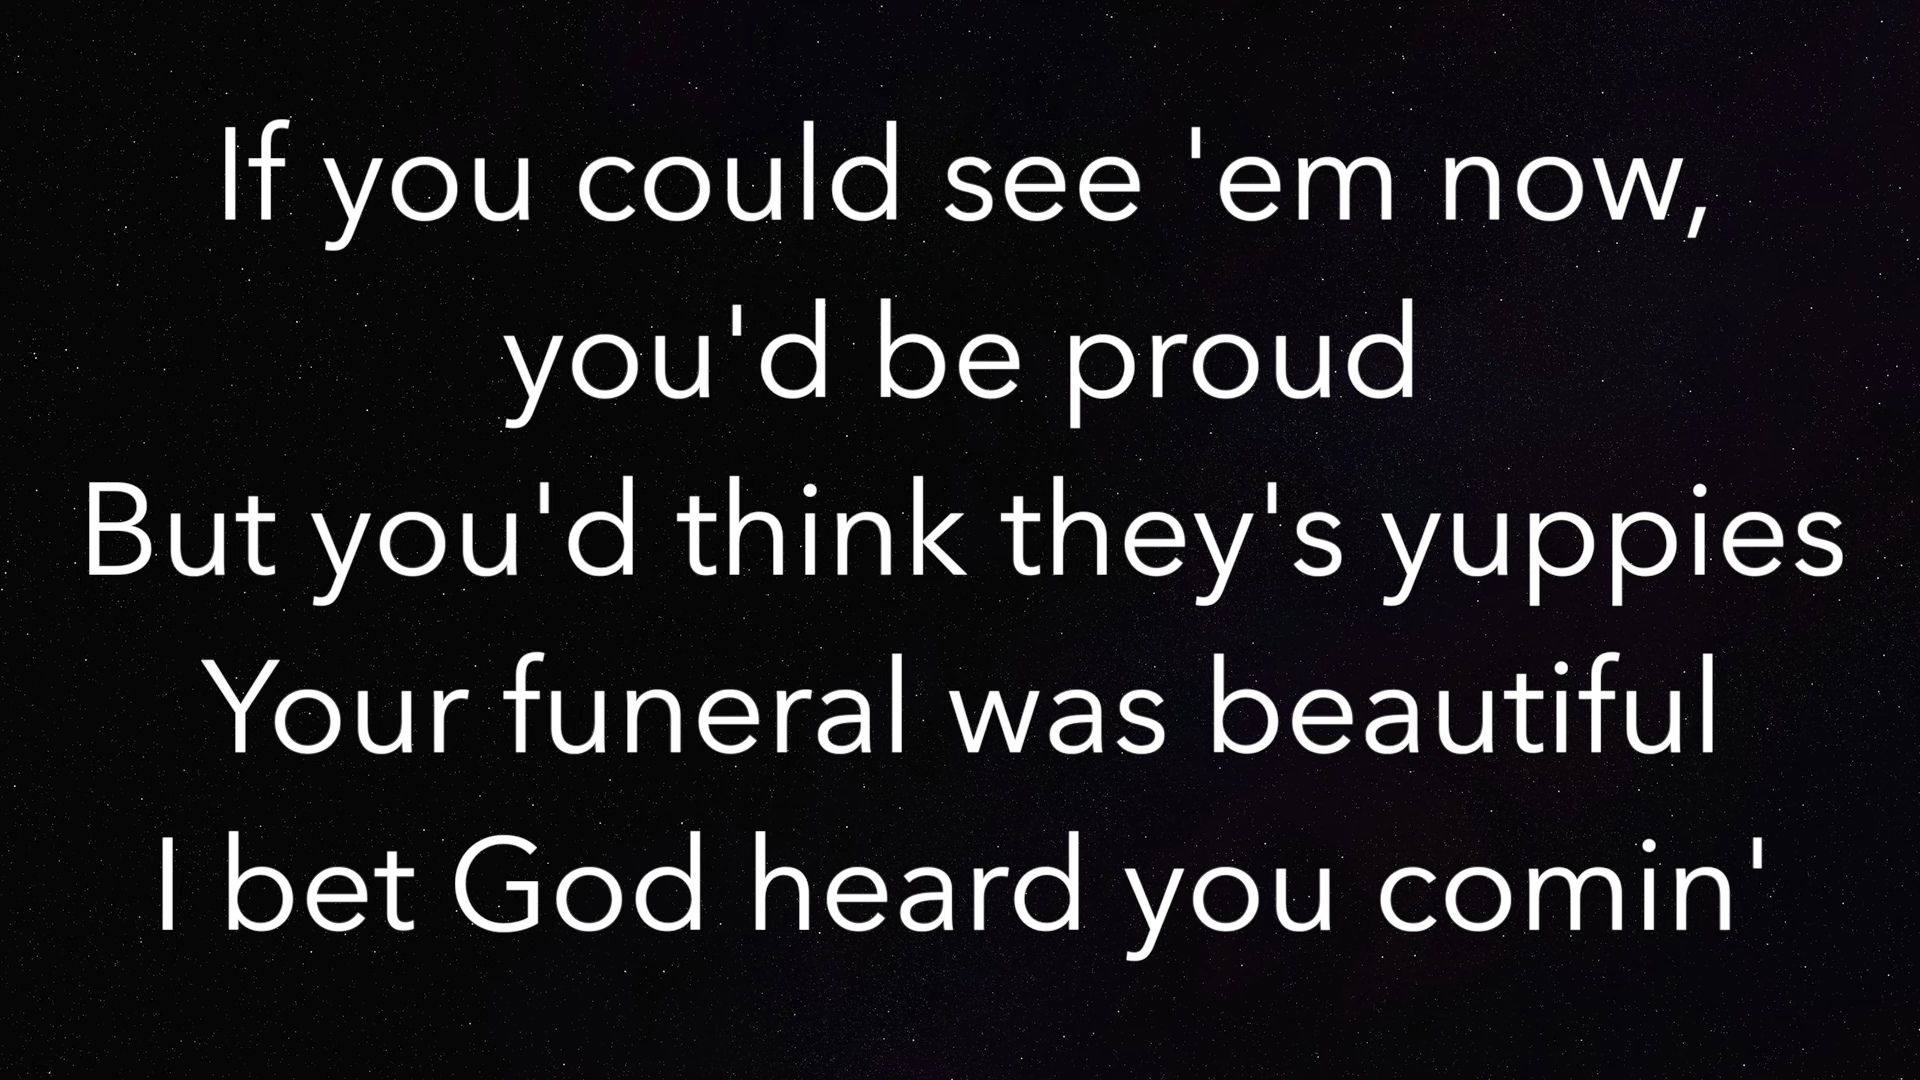 If you could see 'em now,
you'd be proud
But you'd think they's yuppies
Your funeral was beautiful
I bet God heard you comin'